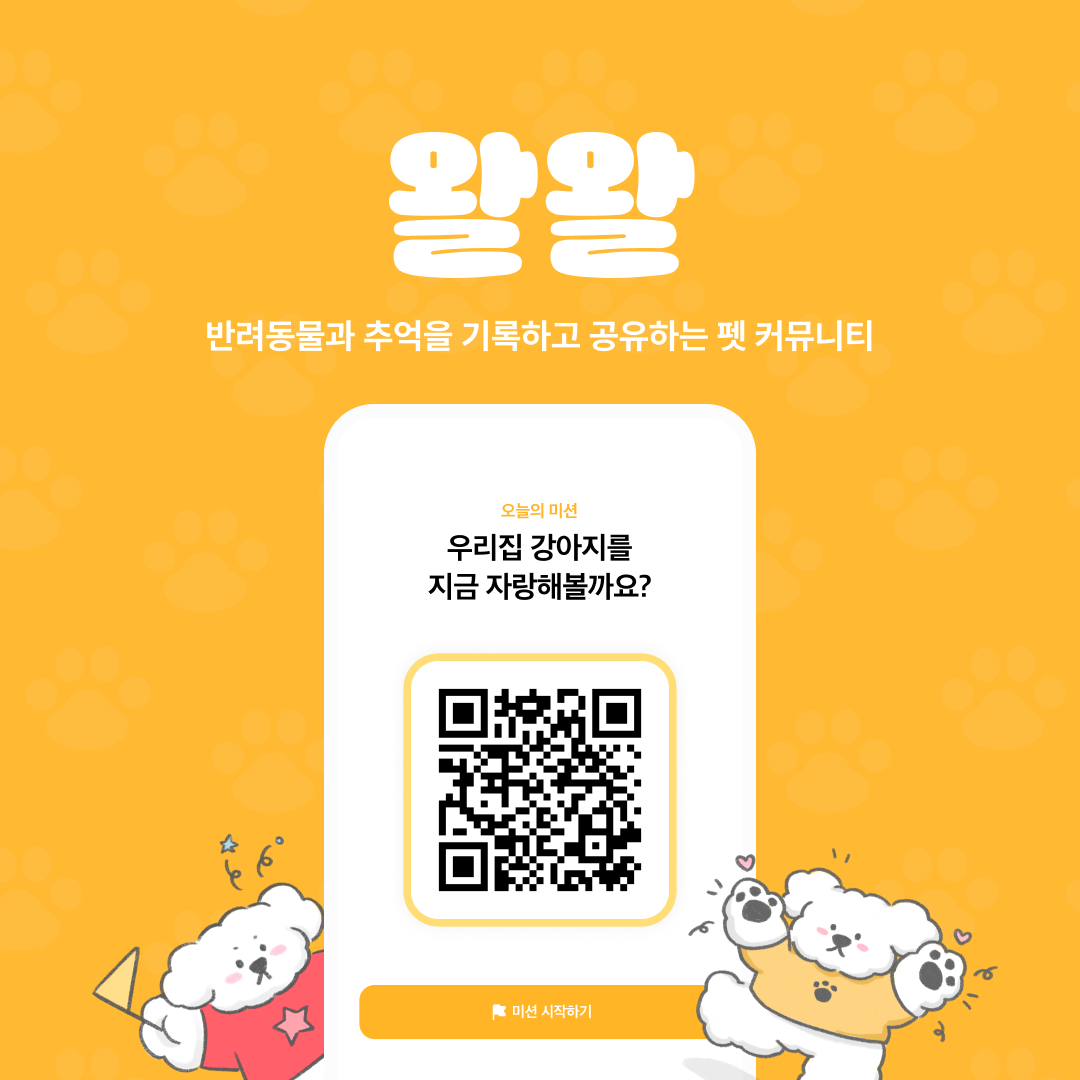 왈왈
반려동물과 추억을 기록하고 공유하는 펫 커뮤니티
오늘의 미션
우리집 강아지를
지금 자랑해볼까요?
미션 시작하기